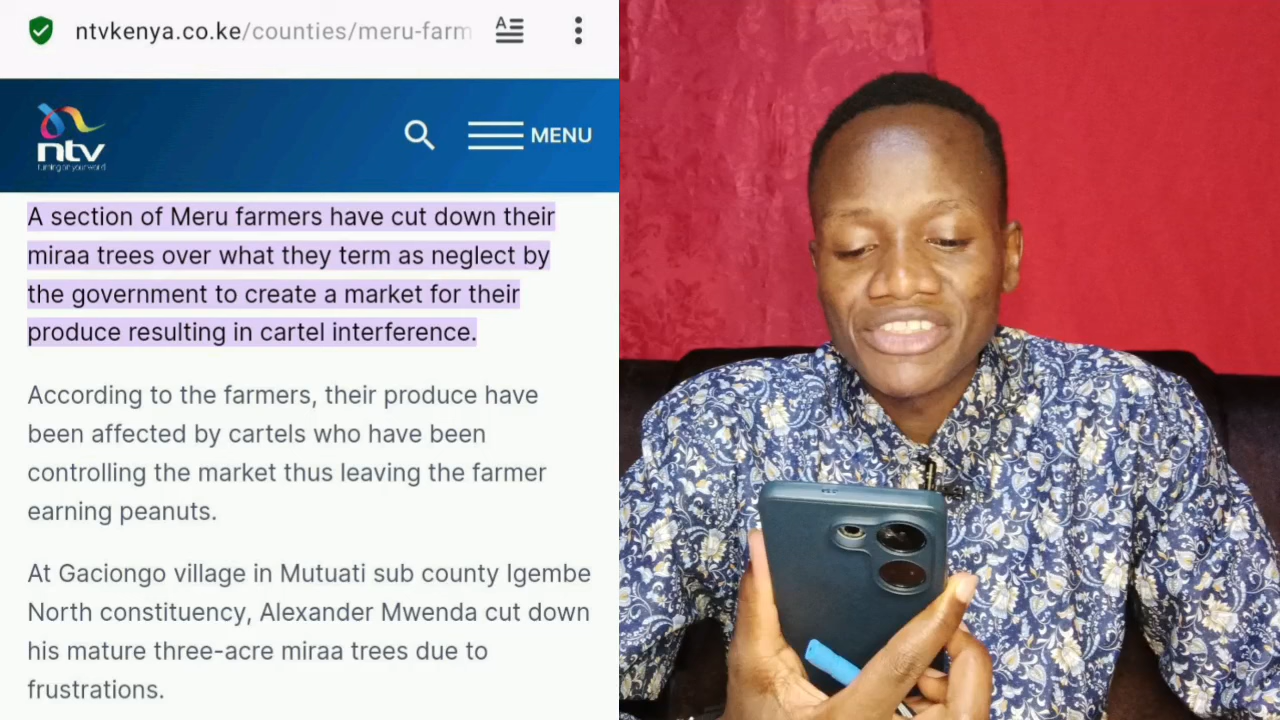 ntvkenya.co.ke/counties/meru-farm
A
ntv
MENU
A section of Meru farmers have cut down their
miraa trees over what they term as neglect by
the government to create a market for their
produce resulting in cartel interference.
According to the farmers, their produce have
been affected by cartels who have been
controlling the market thus leaving the farmer
earning peanuts.
At Gaciongo village in Mutuati sub county Igembe
North constituency, Alexander Mwenda cut down
his mature three-acre miraa trees due to
frustrations.